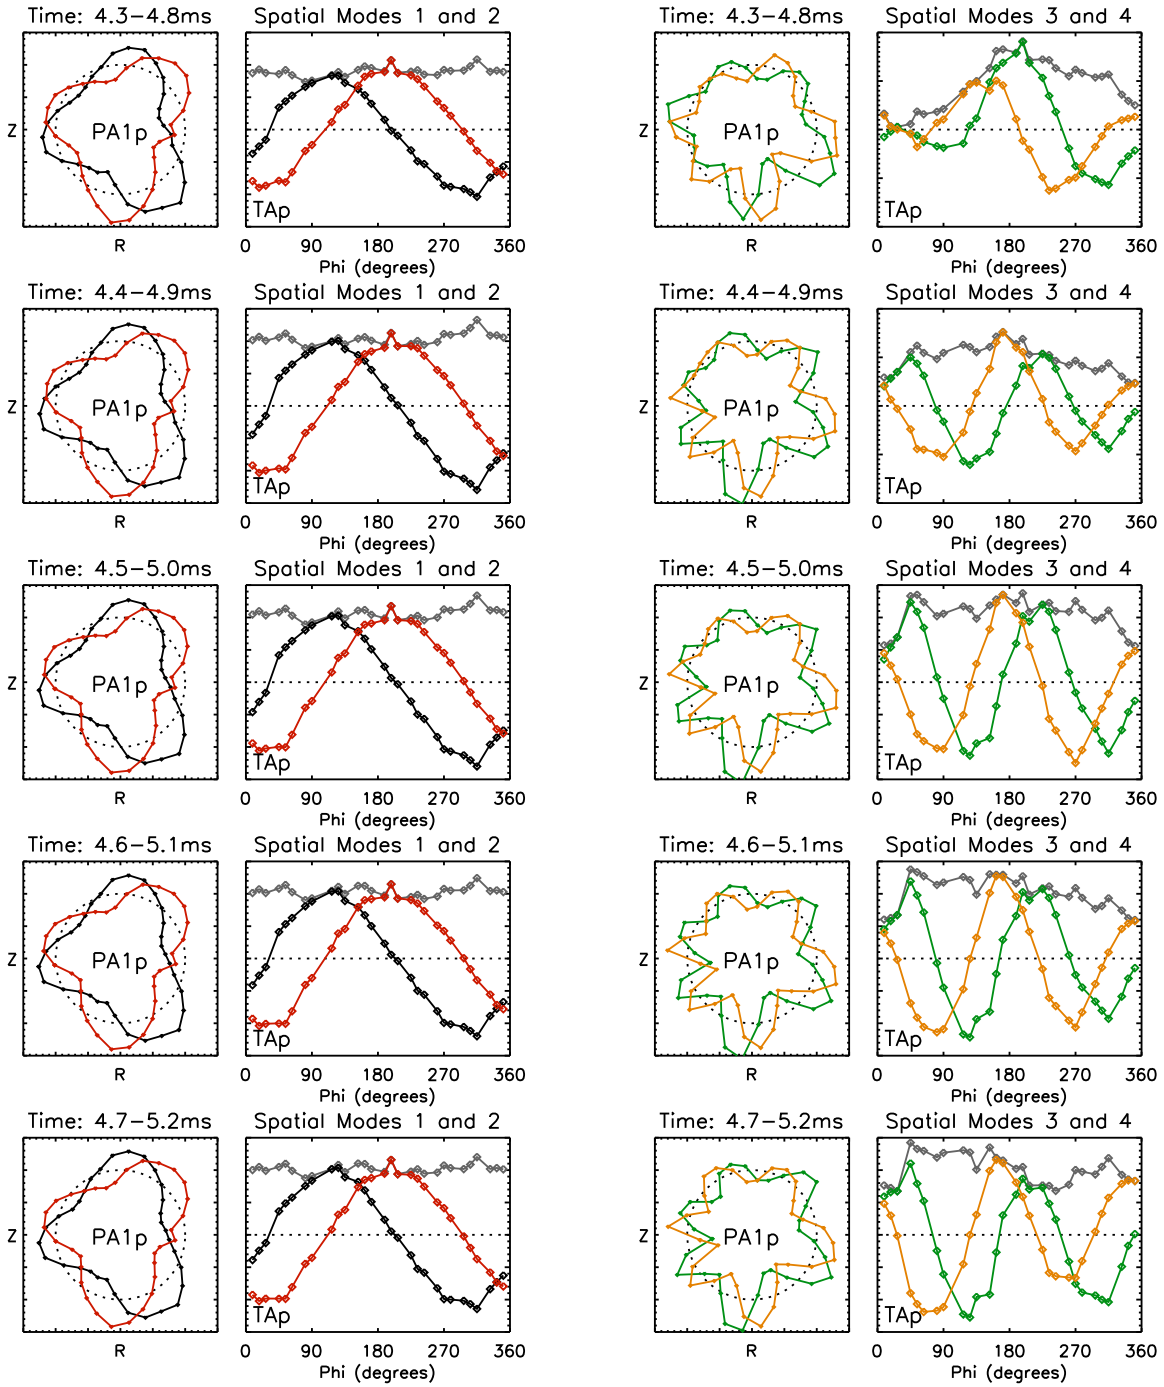 Time: 4.3−4.8ms
Spatial Modes 1 and 2
Time: 4.3−4.8ms
Spatial Modes 3 and 4
Z
PA1p
TAp
Z
PA1p
TAp
R
0 90 180 270 360
Phi (degrees)
R
0 90 180 270 360
Phi (degrees)
Time: 4.4−4.9ms
Spatial Modes 1 and 2
Time: 4.4−4.9ms
Spatial Modes 3 and 4
Z
PA1p
TAp
Z
PA1p
TAp
R
0 90 180 270 360
Phi (degrees)
R
0 90 180 270 360
Phi (degrees)
Time: 4.5−5.0ms
Spatial Modes 1 and 2
Time: 4.5−5.0ms
Spatial Modes 3 and 4
Z
PA1p
TAp
Z
PA1p
TAp
R
0 90 180 270 360
Phi (degrees)
R
0 90 180 270 360
Phi (degrees)
Time: 4.6−5.1ms
Spatial Modes 1 and 2
Time: 4.6−5.1ms
Spatial Modes 3 and 4
Z
PA1p
TAp
Z
PA1p
TAp
R
0 90 180 270 360
Phi (degrees)
R
0 90 180 270 360
Phi (degrees)
Time: 4.7−5.2ms
Spatial Modes 1 and 2
Time: 4.7−5.2ms
Spatial Modes 3 and 4
Z
PA1p
TAp
Z
PA1p
TAp
R
0 90 180 270 360
Phi (degrees)
R
0 90 180 270 360
Phi (degrees)